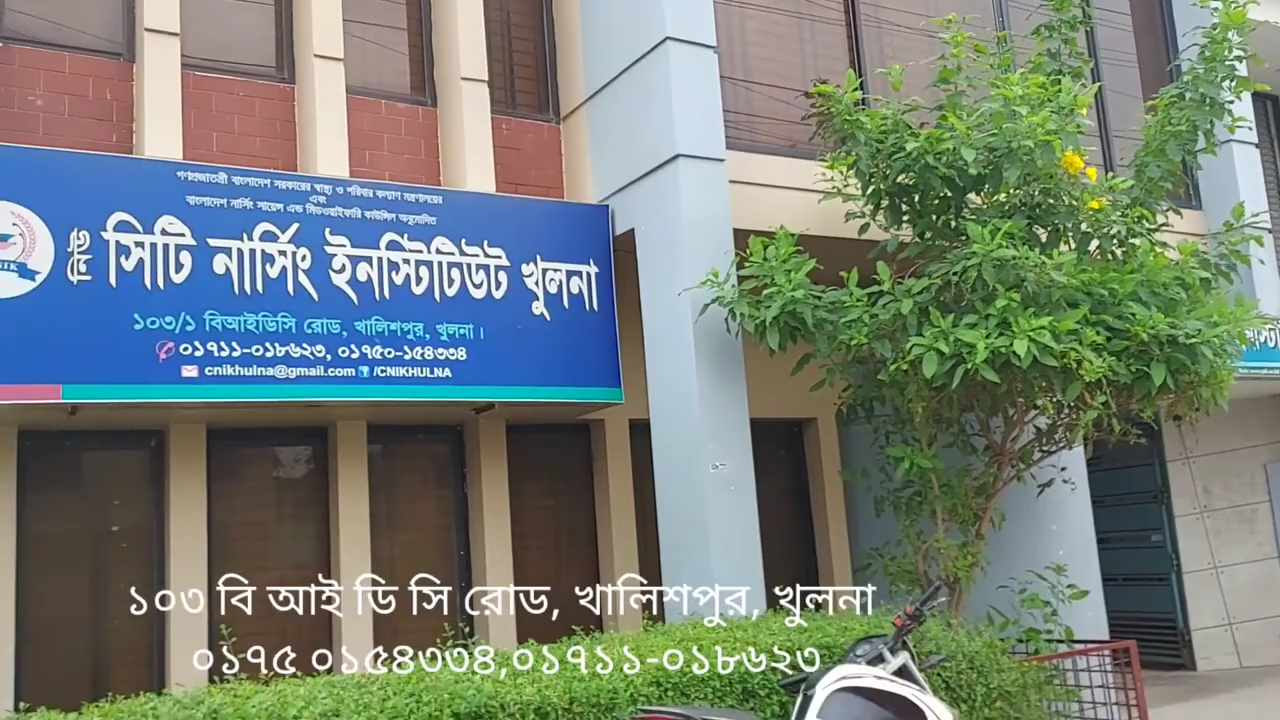 গণপ্রজাতন্ত্রী বাংলাদেশ সরকারের স্বাস্থ্য ও পরিবার কল্যাণ মন্ত্রণালয়ের
এবং
বাংলাদেশ নার্সিং সায়েন্স এন্ড মিডওয়াইফারি কাউন্সিল অনুমোদিত
দি সিটি নার্সিং ইনস্টিটিউট খুলনা
১০৩/১ বিআইডিসি রোড, খালিশপুর, খুলনা।
০১৭১১-০১৮৬২৩, ০১৭৫০-১৫৪৩৩৪
cnikhulna@gmail.com /CNIKHULNA
১০৩ বি আই ডি সি রোড, খালিশপুর, খুলনা
০১৭৫ ০১৫৪৩৩৪,০১৭১১-০১৮৬২৩